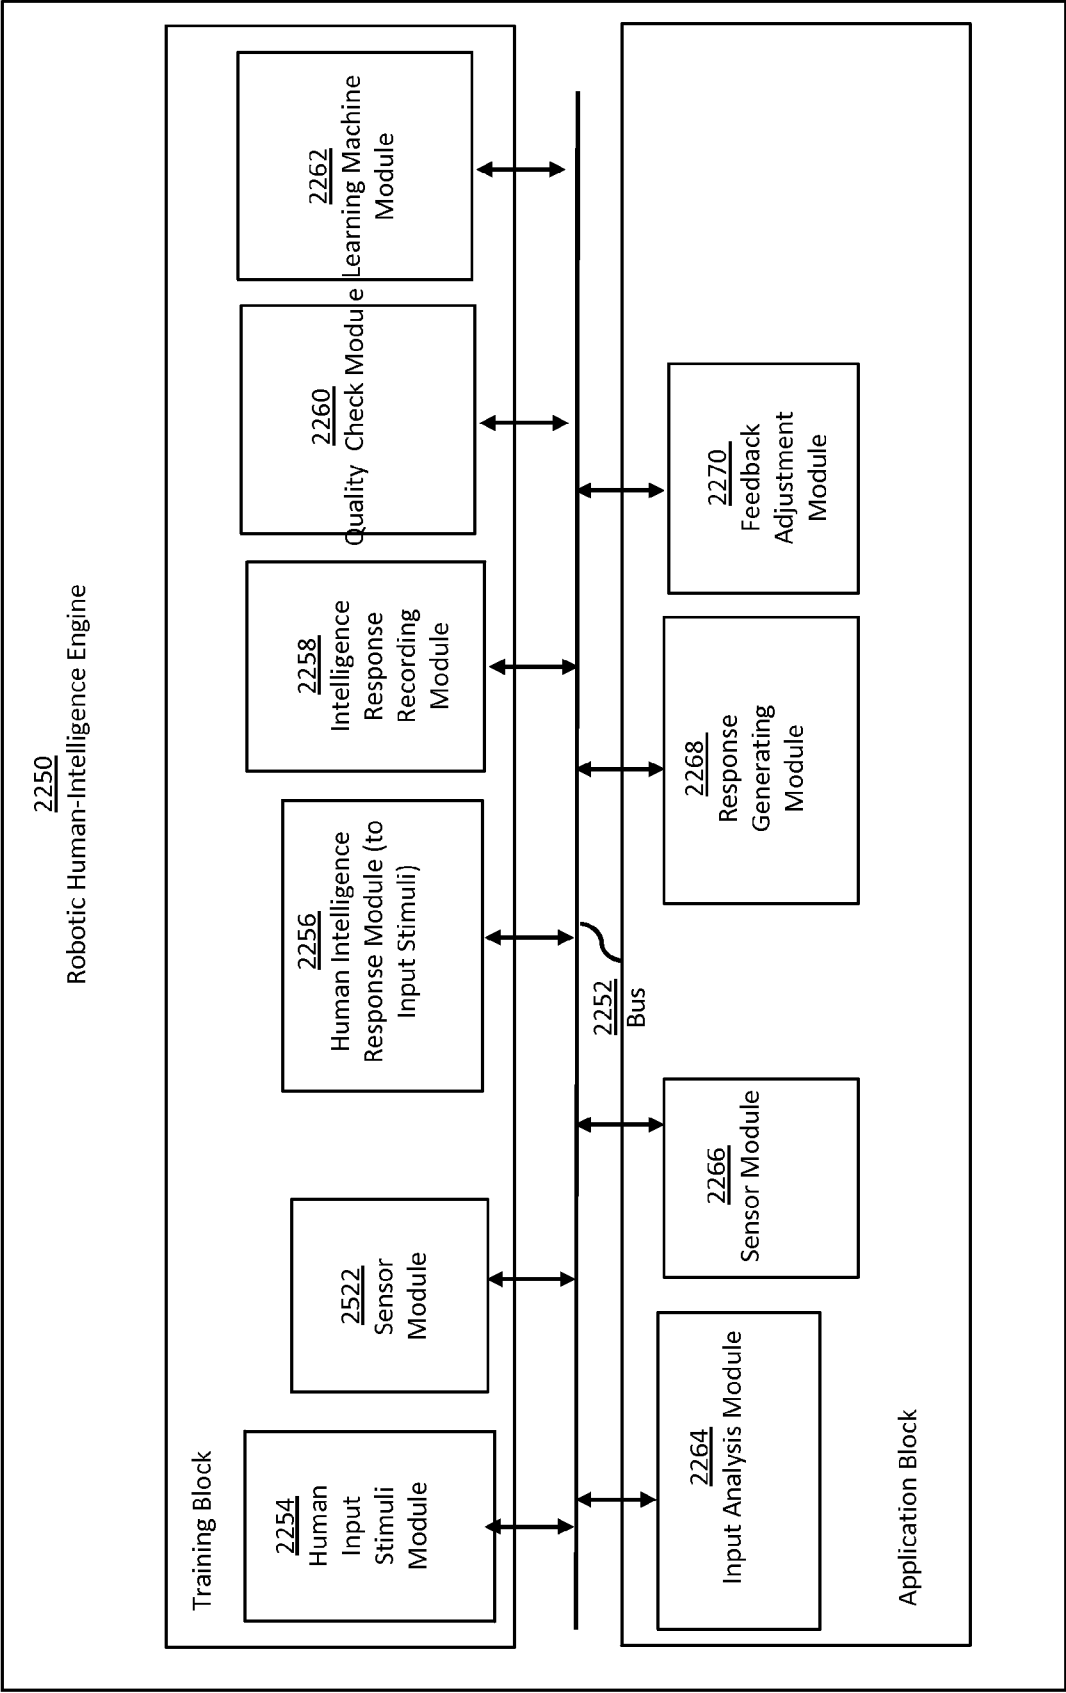 2250
Robotic Human-Intelligence Engine
Training Block
2254
Human
Input
Stimuli
Module
2522
Sensor
Module
2256
Human Intelligence
Response Module (to
Input Stimuli)
2258
Intelligence
Response
Recording
Module
2260
Quality Check Module
2262
Learning Machine
Module
2252
Bus
2264
Input Analysis Module
2266
Sensor Module
2268
Response
Generating
Module
2270
Feedback
Adjustment
Module
Application Block